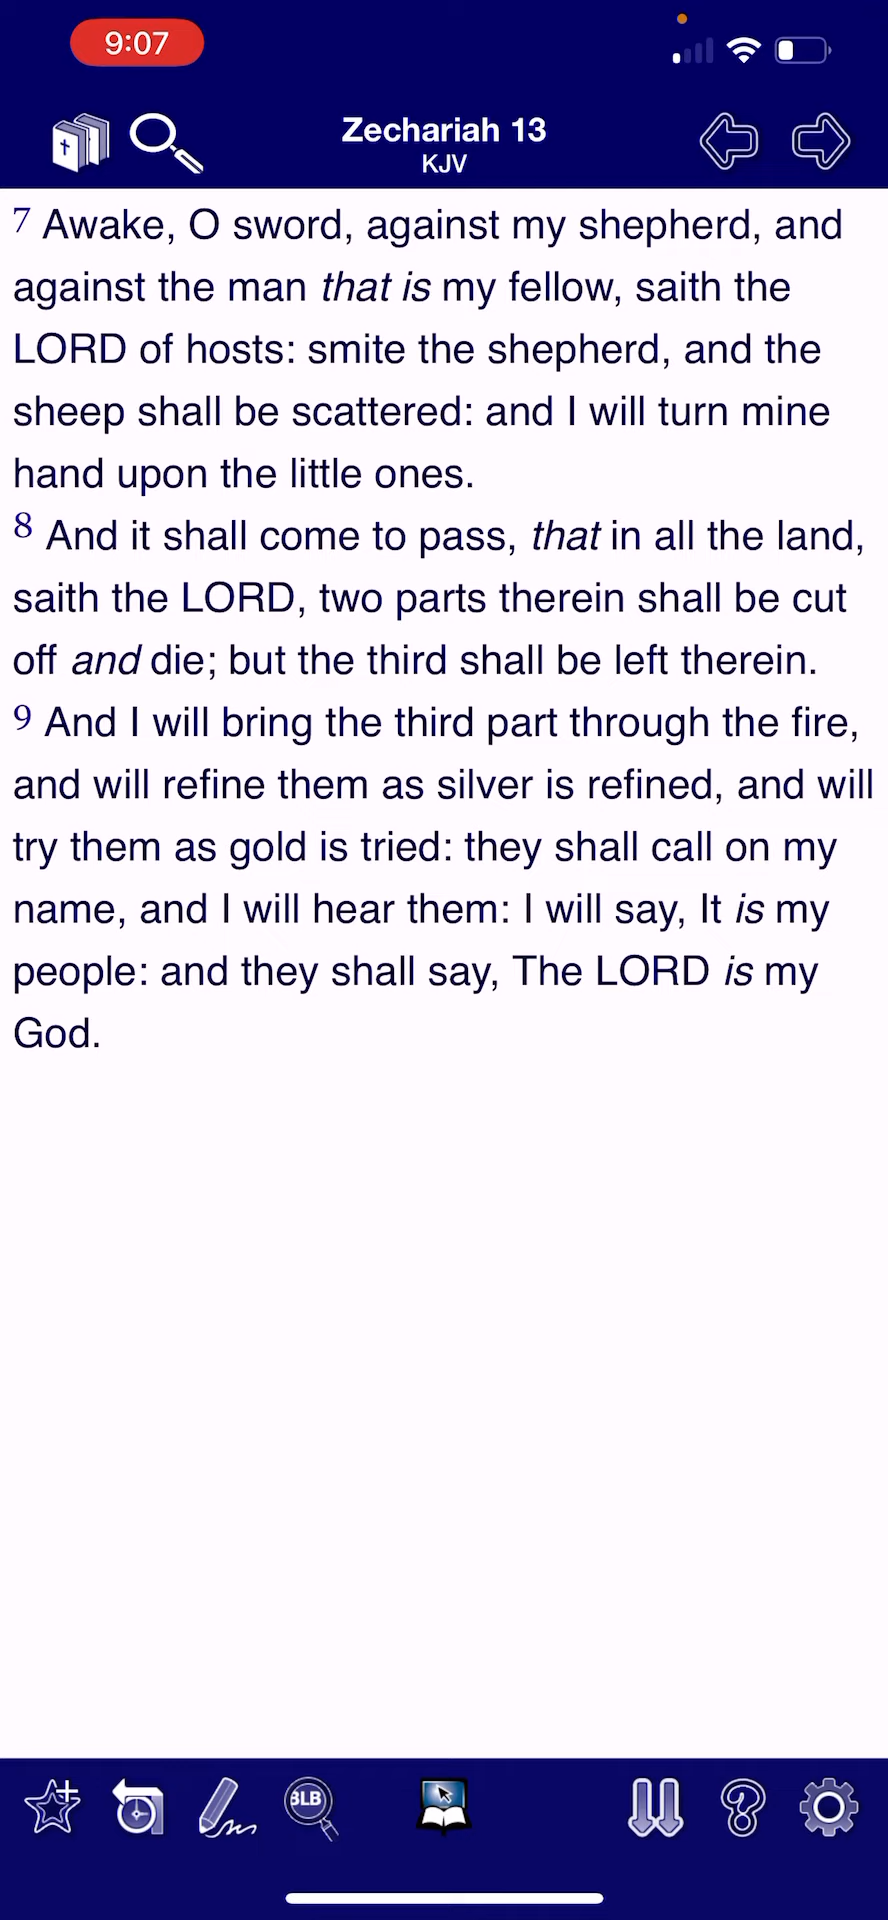 9:07
Zechariah 13
KJV
7 Awake, O sword, against my shepherd, and
against the man that is my fellow, saith the
LORD of hosts: smite the shepherd, and the
sheep shall be scattered: and I will turn mine
hand upon the little ones.
8 And it shall come to pass, that in all the land,
saith the LORD, two parts therein shall be cut
off and die; but the third shall be left therein.
9 And I will bring the third part through the fire,
and will refine them as silver is refined, and will
try them as gold is tried: they shall call on my
name, and I will hear them: I will say, It is my
people: and they shall say, The LORD is my
God.
BLB